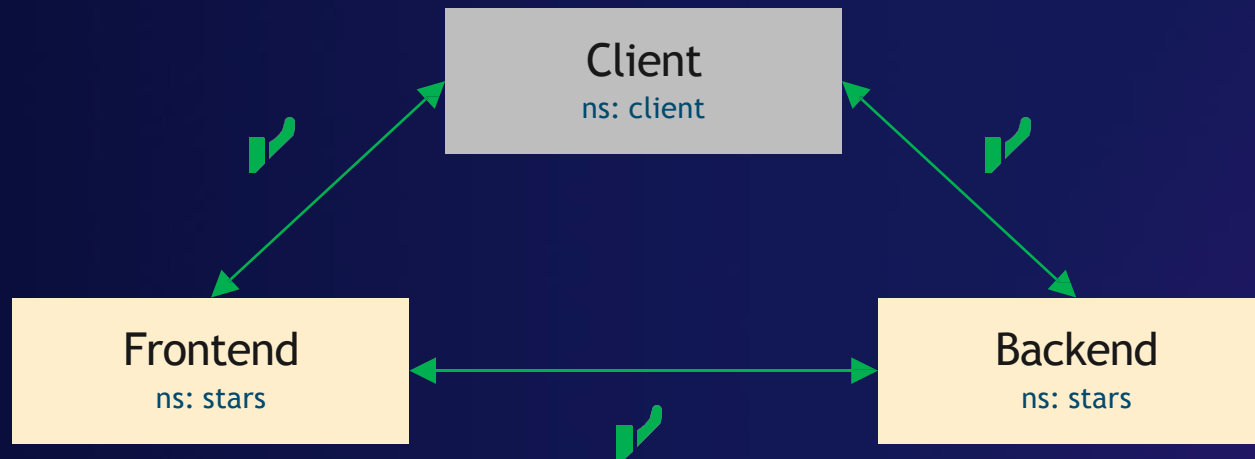 Client
ns: client
Frontend
ns: stars
Backend
ns: stars